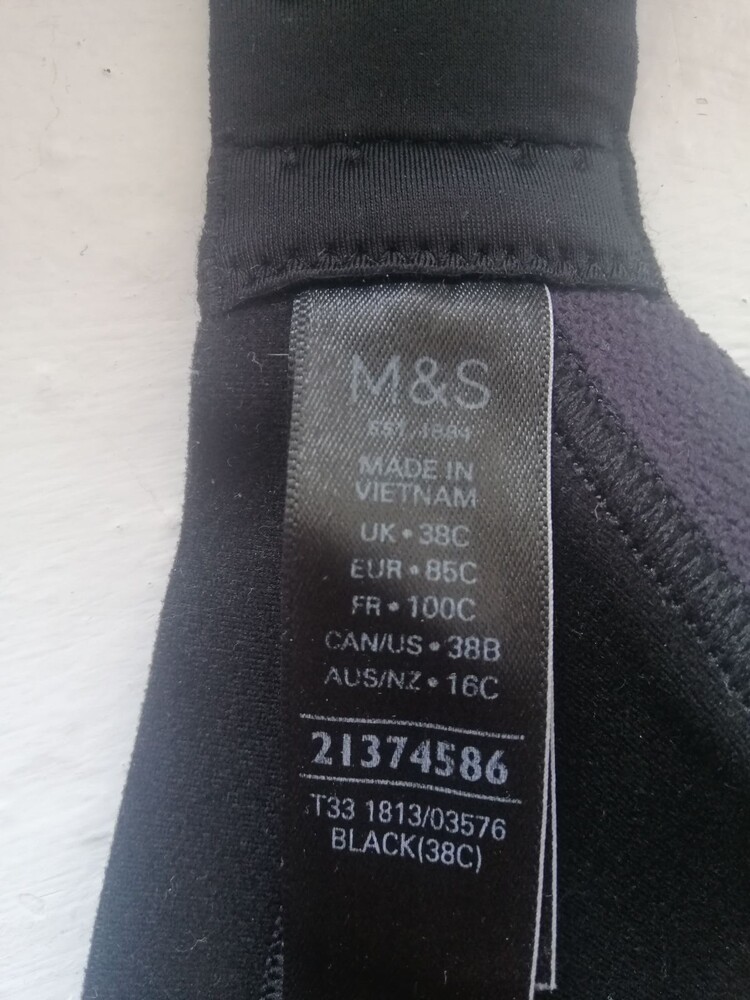 M&S
EST. 1884
MADE IN
VIETNAM
UK • 38C
EUR • 85C
FR • 100C
CAN/US • 38B
AUS/NZ • 16C
21374586
T33 1813/03576
BLACK(38C)